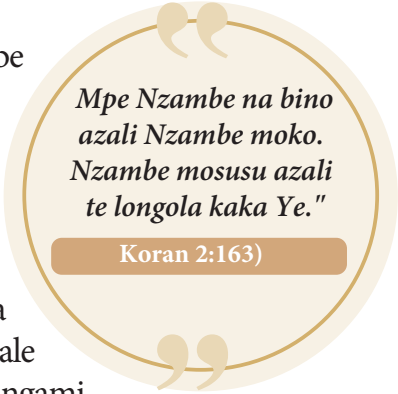 be
Mpe Nzambe na bino
azali Nzambe moko.
Nzambe mosusu azali
te longola kaka Ye."
Koran 2:163)
a
ale
ngami